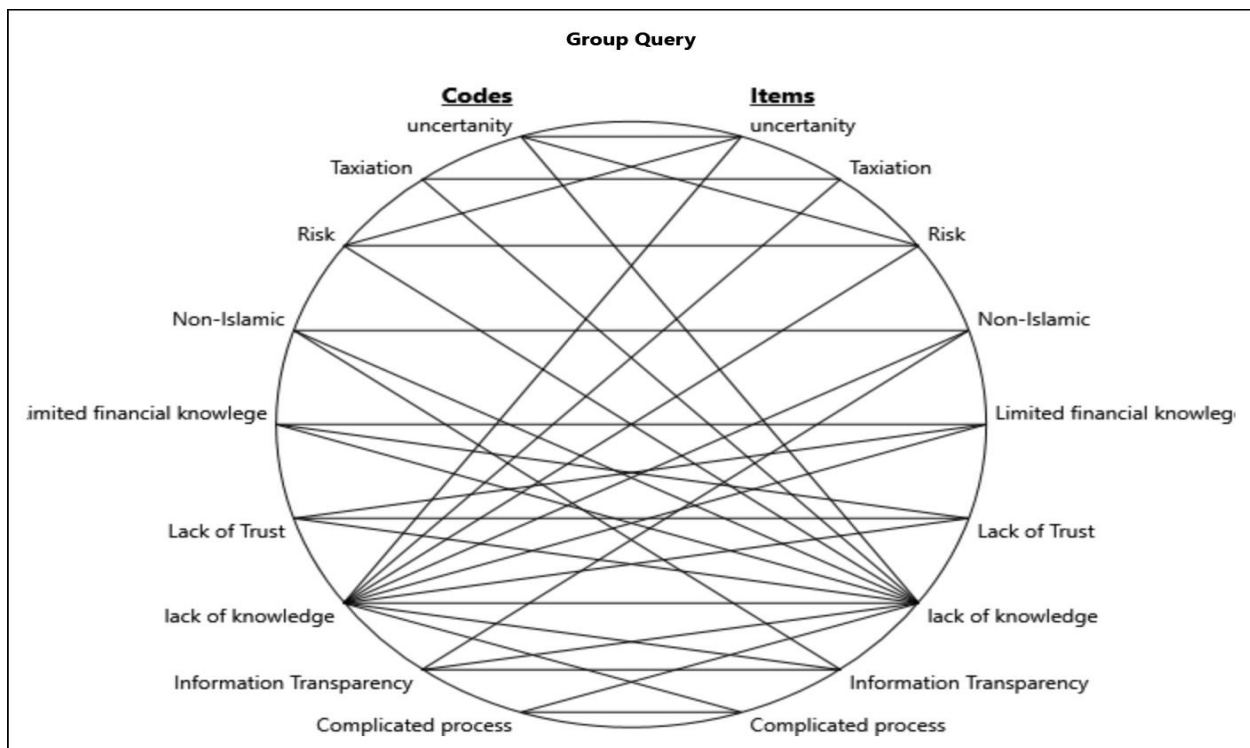 Group Query
Codes
Items
uncertanity
uncertanity
Taxiation
Taxiation
Risk
Risk
Non-Islamic
Non-Islamic
imited financial knowlege
Limited financial knowleg
Lack of Trust
Lack of Trust
lack of knowledge
lack of knowledge
Information Transparency
Information Transparency
Complicated process
Complicated process